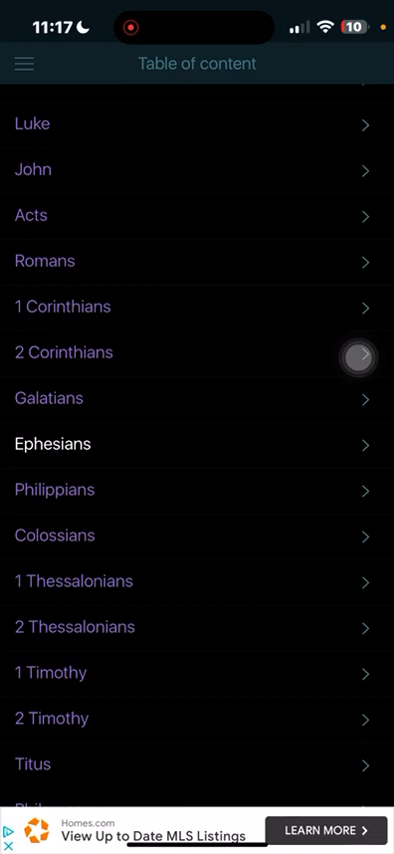 11:17
10
Table of content
Luke
John
Acts
Romans
1 Corinthians
2 Corinthians
Galatians
Ephesians
Philippians
Colossians
1 Thessalonians
2 Thessalonians
1 Timothy
2 Timothy
Titus
Homes.com
View Up to Date MLS Listings
LEARN MORE